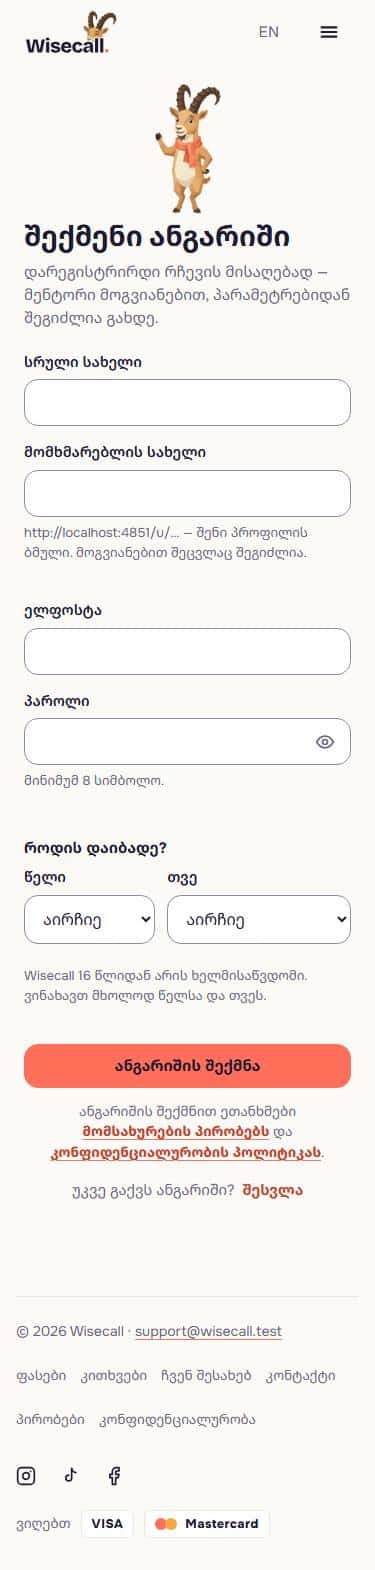 Wisecall.
EN
შექმენი ანგარიში
დარეგისტრირდი რჩევის მისაღებად —
მენტორი მოგვიანებით, პარამეტრებიდან
შეგიძლია გახდე.
სრული სახელი
მომხმარებლის სახელი
http://localhost:4851/u/... — შენი პროფილის
ბმული. მოგვიანებით შეცვლაც შეგიძლია.
ელფოსტა
პაროლი
მინიმუმ 8 სიმბოლო.
როდის დაიბადე?
წელი თვე
აირჩიე აირჩიე
Wisecall 16 წლიდან არის ხელმისაწვდომი.
ვინახავთ მხოლოდ წელსა და თვეს.
ანგარიშის შექმნა
ანგარიშის შექმნით ეთანხმები
მომსახურების პირობებს და
კონფიდენციალურობის პოლიტიკას.
უკვე გაქვს ანგარიში? შესვლა
© 2026 Wisecall · support@wisecall.test
ფასები კითხვები ჩვენ შესახებ კონტაქტი
პირობები კონფიდენციალურობა
ვიღებთ VISA Mastercard